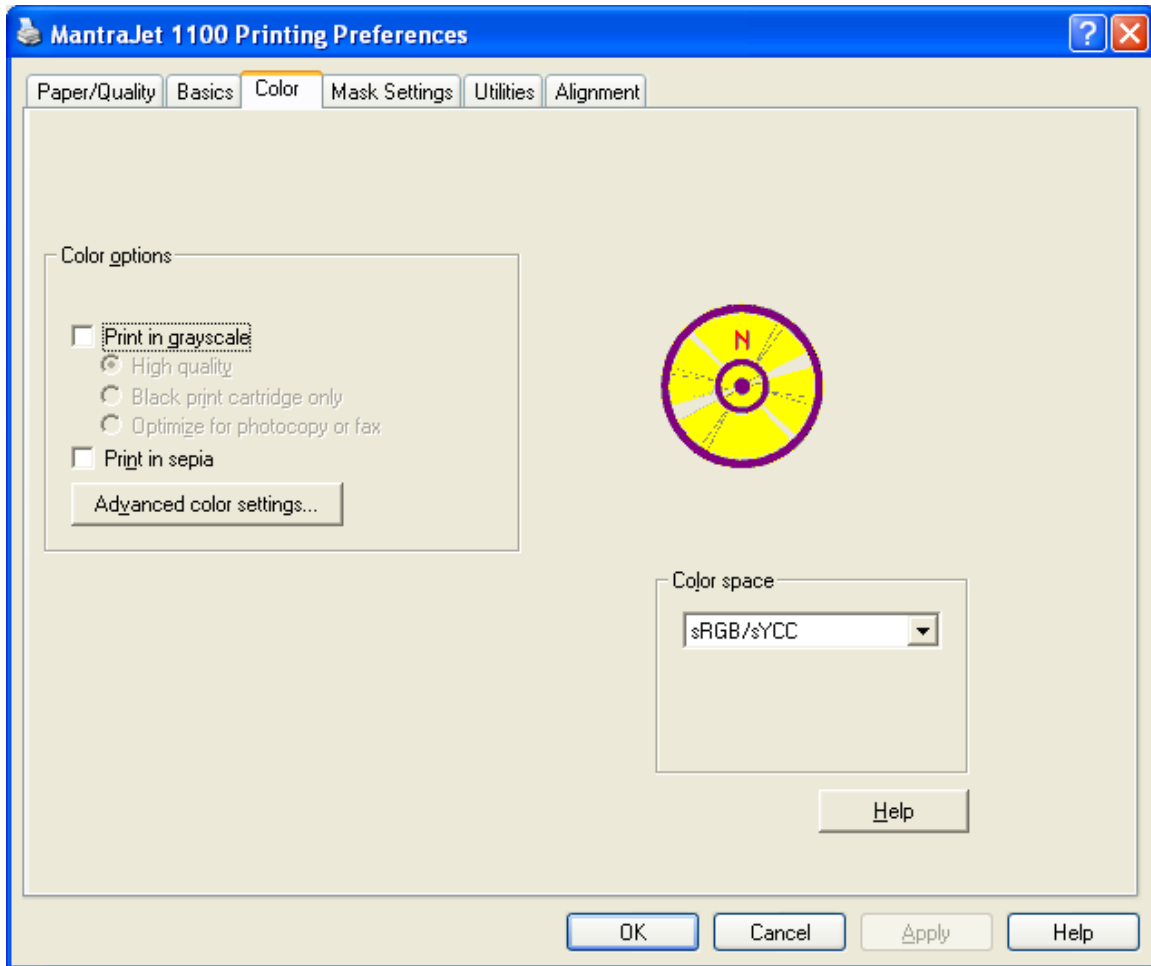 MantraJet 1100 Printing Preferences
Paper/Quality Basics Color Mask Settings Utilities Alignment
Color options
Print in grayscale
High quality
Black print cartridge only
Optimize for photocopy or fax
Print in sepia
Advanced color settings...
N
Color space
sRGB/sYCC
Help
OK Cancel Apply Help